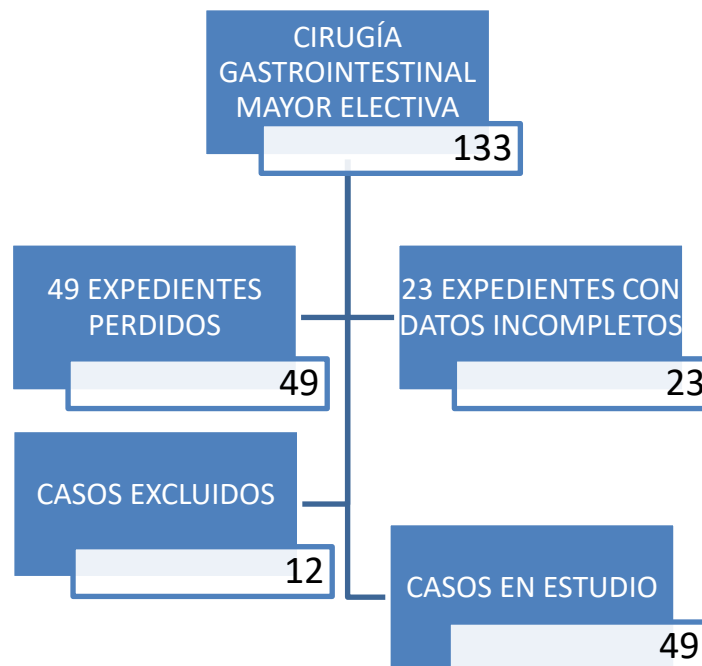 CIRUGÍA
GASTROINTESTINAL
MAYOR ELECTIVA
133
49 EXPEDIENTES
PERDIDOS
49
23 EXPEDIENTES CON
DATOS INCOMPLETOS
23
CASOS EXCLUIDOS
12
CASOS EN ESTUDIO
49